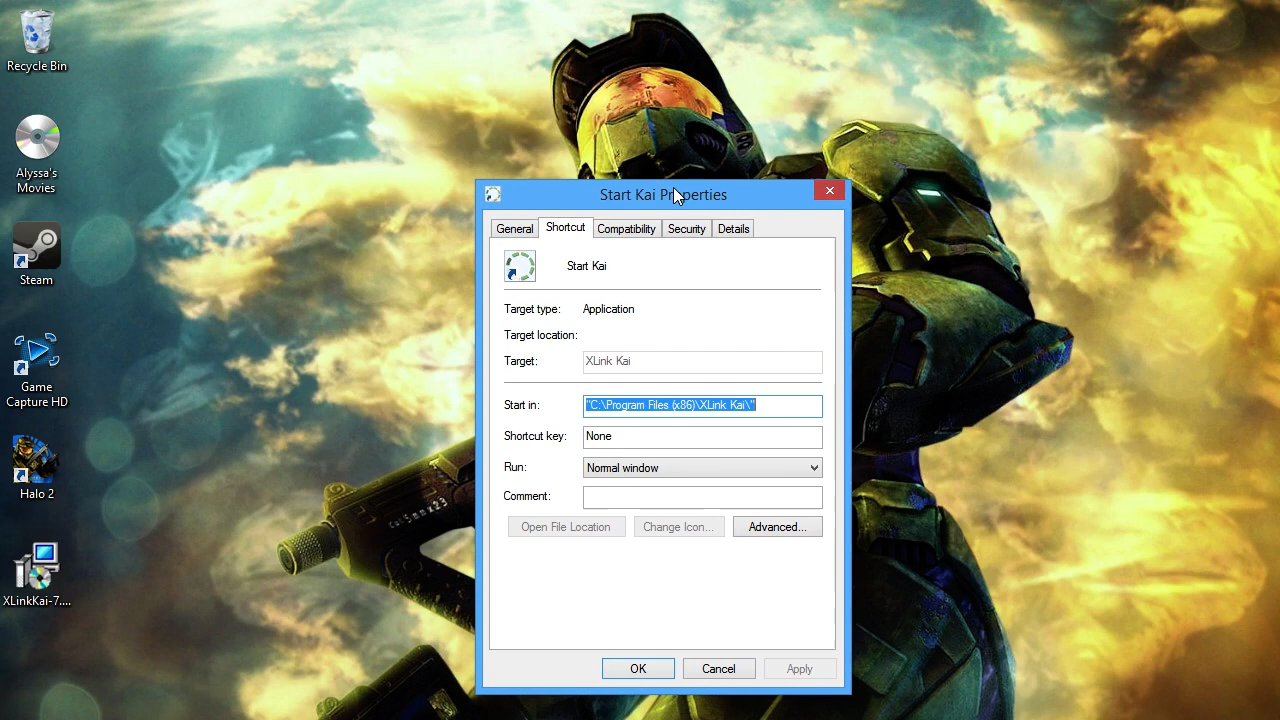 Recycle Bin
Alyssa's
Movies
Steam
Game
Capture HD
Halo 2
XLinkKai-7....
Start Kai Properties
General
Shortcut
Compatibility
Security
Details
Start Kai
Target type: Application
Target location:
Target: XLink Kai
Start in: "C:\Program Files (x86)\XLink Kai\"
Shortcut key: None
Run: Normal window
Comment:
Open File Location
Change Icon...
Advanced...
OK
Cancel
Apply